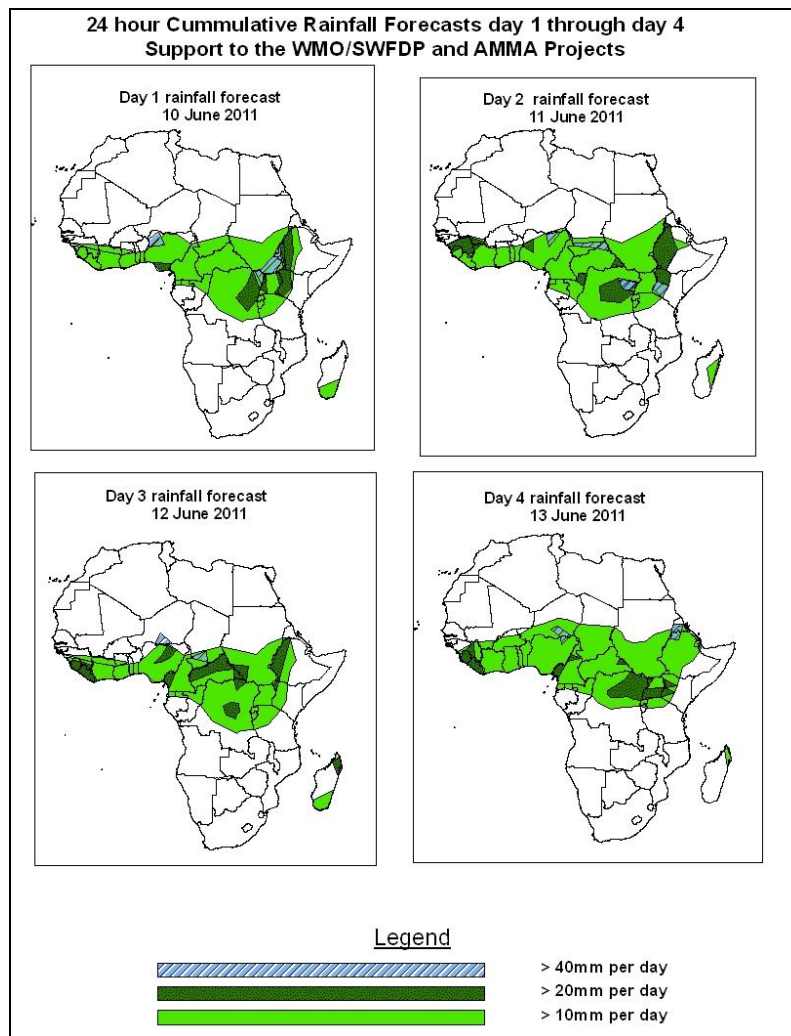 24 hour Cummulative Rainfall Forecasts day 1 through day 4
Support to the WMO/SWFDP and AMMA Projects
Day 1 rainfall forecast
10 June 2011
Day 2 rainfall forecast
11 June 2011
Day 3 rainfall forecast
12 June 2011
Day 4 rainfall forecast
13 June 2011
Legend
> 40mm per day
> 20mm per day
> 10mm per day